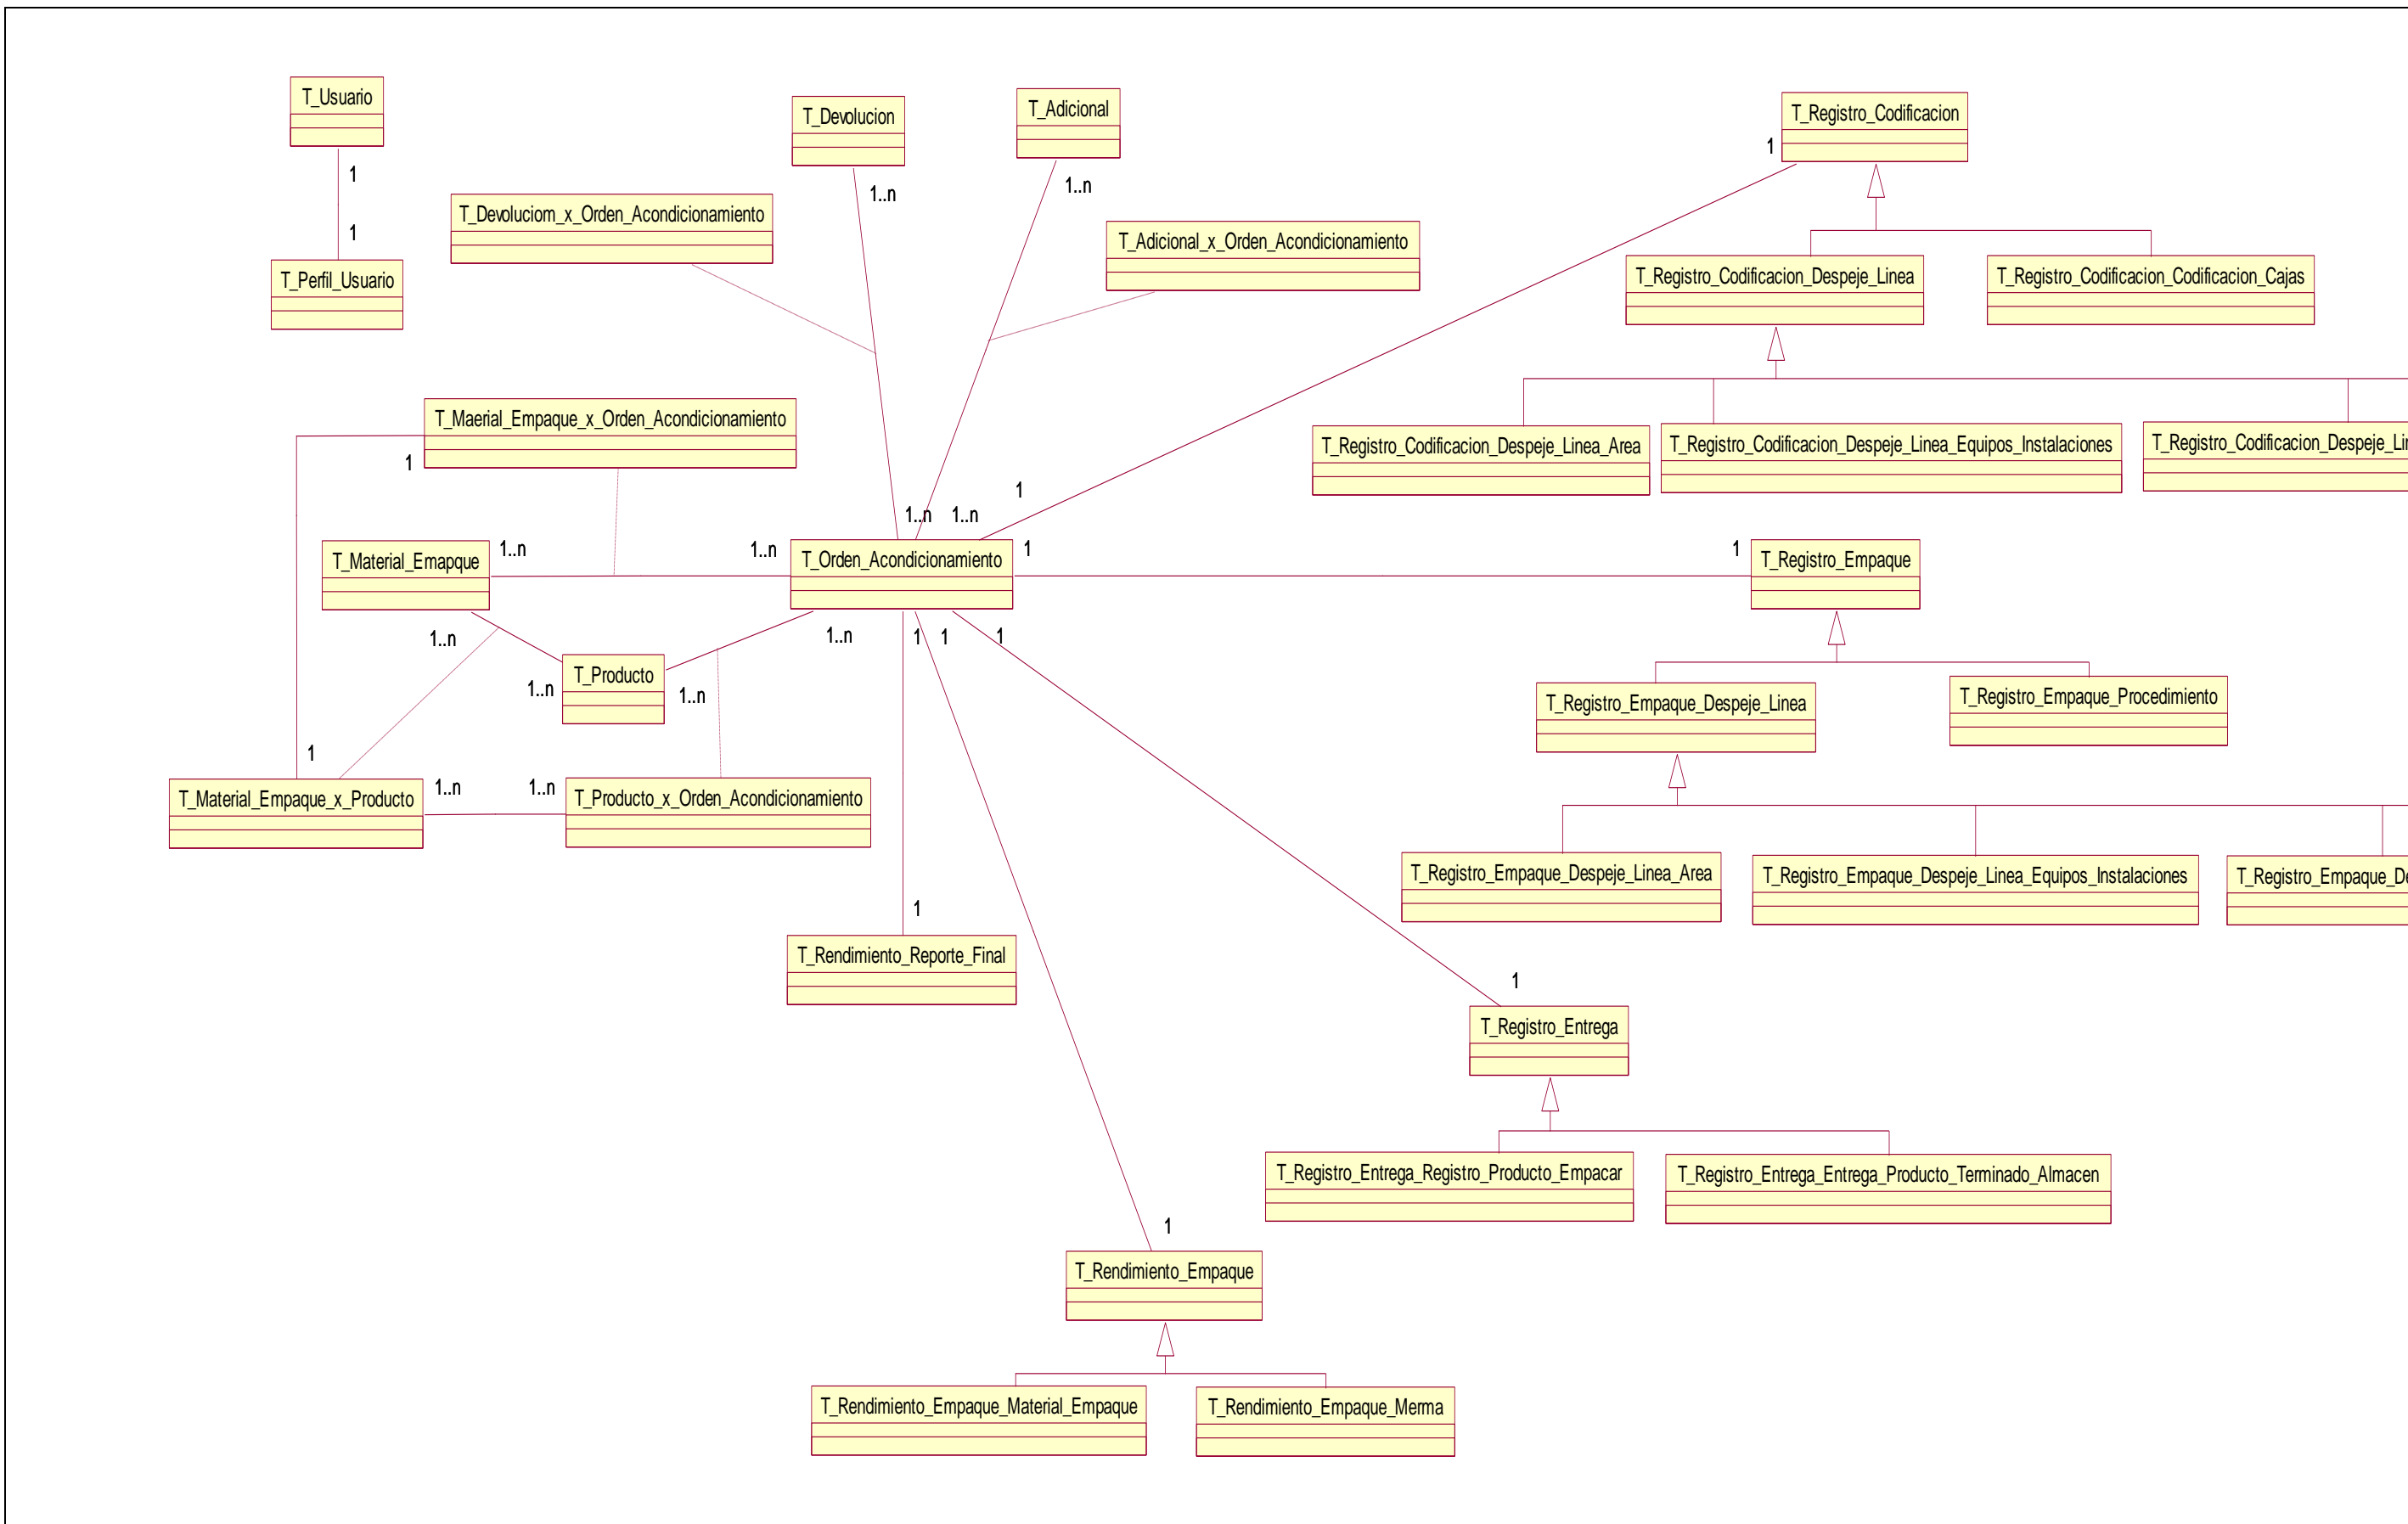 T_Usuario
1
1
T_Perfil_Usuario
T_Devolucion
1..n
T_Adicional
1..n
T_Devoluciom_x_Orden_Acondicionamiento
T_Adicional_x_Orden_Acondicionamiento
T_Registro_Codificacion
1
T_Registro_Codificacion_Despeje_Linea
T_Registro_Codificacion_Codificacion_Cajas
T_Registro_Codificacion_Despeje_Linea_Area
T_Registro_Codificacion_Despeje_Linea_Equipos_Instalaciones
T_Registro_Codificacion_Despeje_Li
T_Maerial_Empaque_x_Orden_Acondicionamiento
1
1
1..n
1..n
T_Material_Emapque
1..n
1..n
T_Orden_Acondicionamiento
1
1
T_Registro_Empaque
1..n
1..n
1
1
1
T_Producto
1..n
1..n
T_Registro_Empaque_Despeje_Linea
T_Registro_Empaque_Procedimiento
1
T_Material_Empaque_x_Producto
1..n
1..n
T_Producto_x_Orden_Acondicionamiento
T_Registro_Empaque_Despeje_Linea_Area
T_Registro_Empaque_Despeje_Linea_Equipos_Instalaciones
T_Registro_Empaque_De
1
T_Rendimiento_Reporte_Final
1
T_Registro_Entrega
T_Registro_Entrega_Registro_Producto_Empacar
T_Registro_Entrega_Entrega_Producto_Terminado_Almacen
1
T_Rendimiento_Empaque
T_Rendimiento_Empaque_Material_Empaque
T_Rendimiento_Empaque_Merma